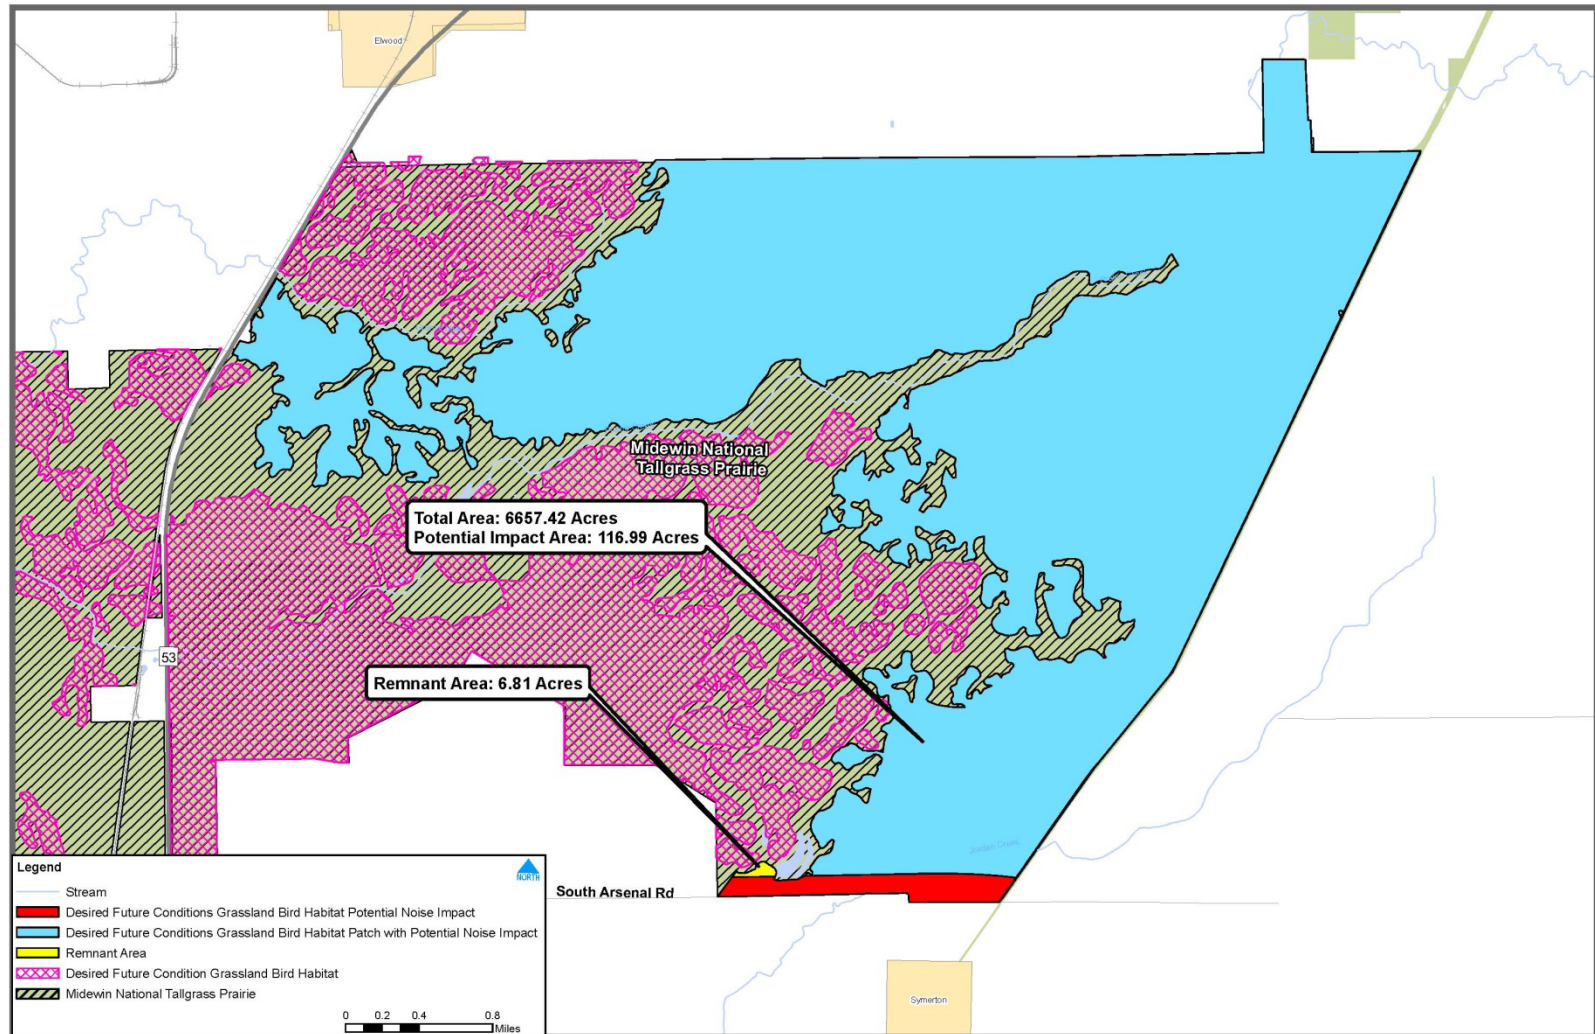 Elwood
Midewin National
Tallgrass Prairie
Total Area: 6657.42 Acres
Potential Impact Area: 116.99 Acres
53
Remnant Area: 6.81 Acres
Jordan Creek
South Arsenal Rd
Symerton
Legend
NORTH
Stream
Desired Future Conditions Grassland Bird Habitat Potential Noise Impact
Desired Future Conditions Grassland Bird Habitat Patch with Potential Noise Impact
Remnant Area
Desired Future Condition Grassland Bird Habitat
Midewin National Tallgrass Prairie
0 0.2 0.4 0.8
Miles